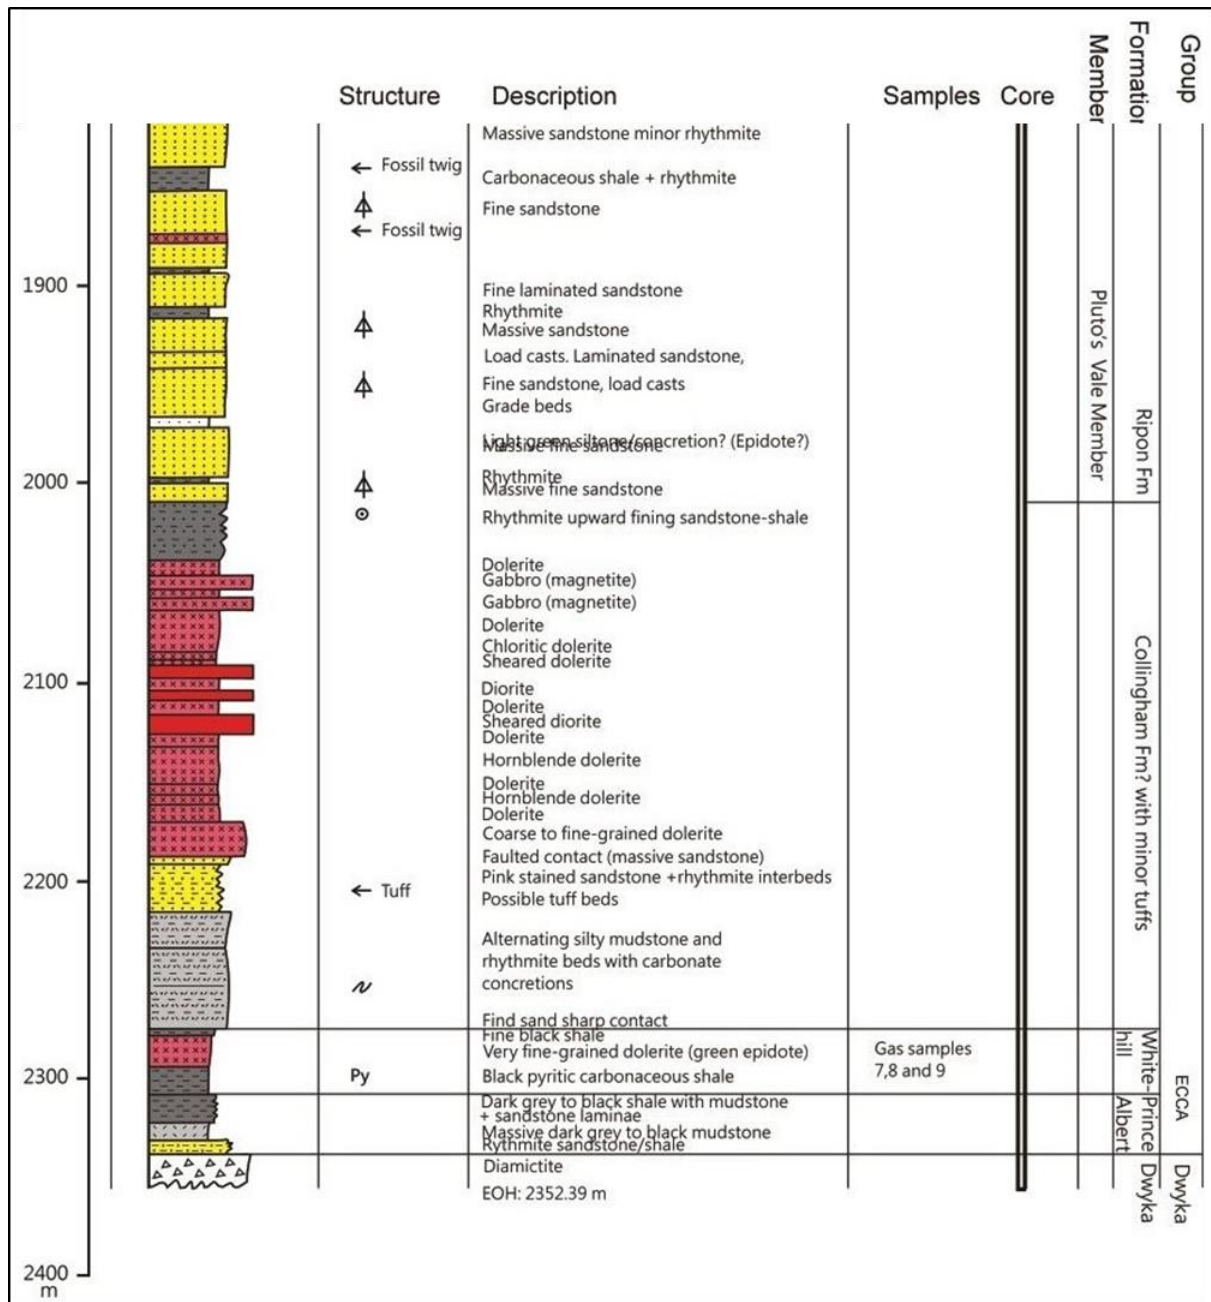 Structure
Description
Samples
Core
Member
Formation
Group
Massive sandstone minor rhythmite
← Fossil twig
Carbonaceous shale + rhythmite
Fine sandstone
← Fossil twig
1900
Fine laminated sandstone
Rhythmite
Massive sandstone
Load casts. Laminated sandstone,
Fine sandstone, load casts
Grade beds
Light green siltone/concretion? (Epidote?)
Massive fine sandstone
Rhythmite
2000
Massive fine sandstone
Rhythmite upward fining sandstone-shale
Dolerite
Gabbro (magnetite)
Gabbro (magnetite)
Dolerite
Chloritic dolerite
Sheared dolerite
2100
Diorite
Dolerite
Sheared diorite
Dolerite
Hornblende dolerite
Dolerite
Hornblende dolerite
Dolerite
Coarse to fine-grained dolerite
Faulted contact (massive sandstone)
2200
← Tuff
Pink stained sandstone +rhythmite interbeds
Possible tuff beds
Alternating silty mudstone and
rhythmite beds with carbonate
concretions
Find sand sharp contact
Fine black shale
Very fine-grained dolerite (green epidote)
Gas samples
7,8 and 9
2300
Py
Black pyritic carbonaceous shale
Dark grey to black shale with mudstone
+ sandstone laminae
Massive dark grey to black mudstone
Rythmite sandstone/shale
Diamictite
EOH: 2352.39 m
2400
m
Pluto's Vale Member
Ripon Fm
Collingham Fm? with minor tuffs
White-
hill
Prince
Albert
Dwyka
ECCA
Dwyka